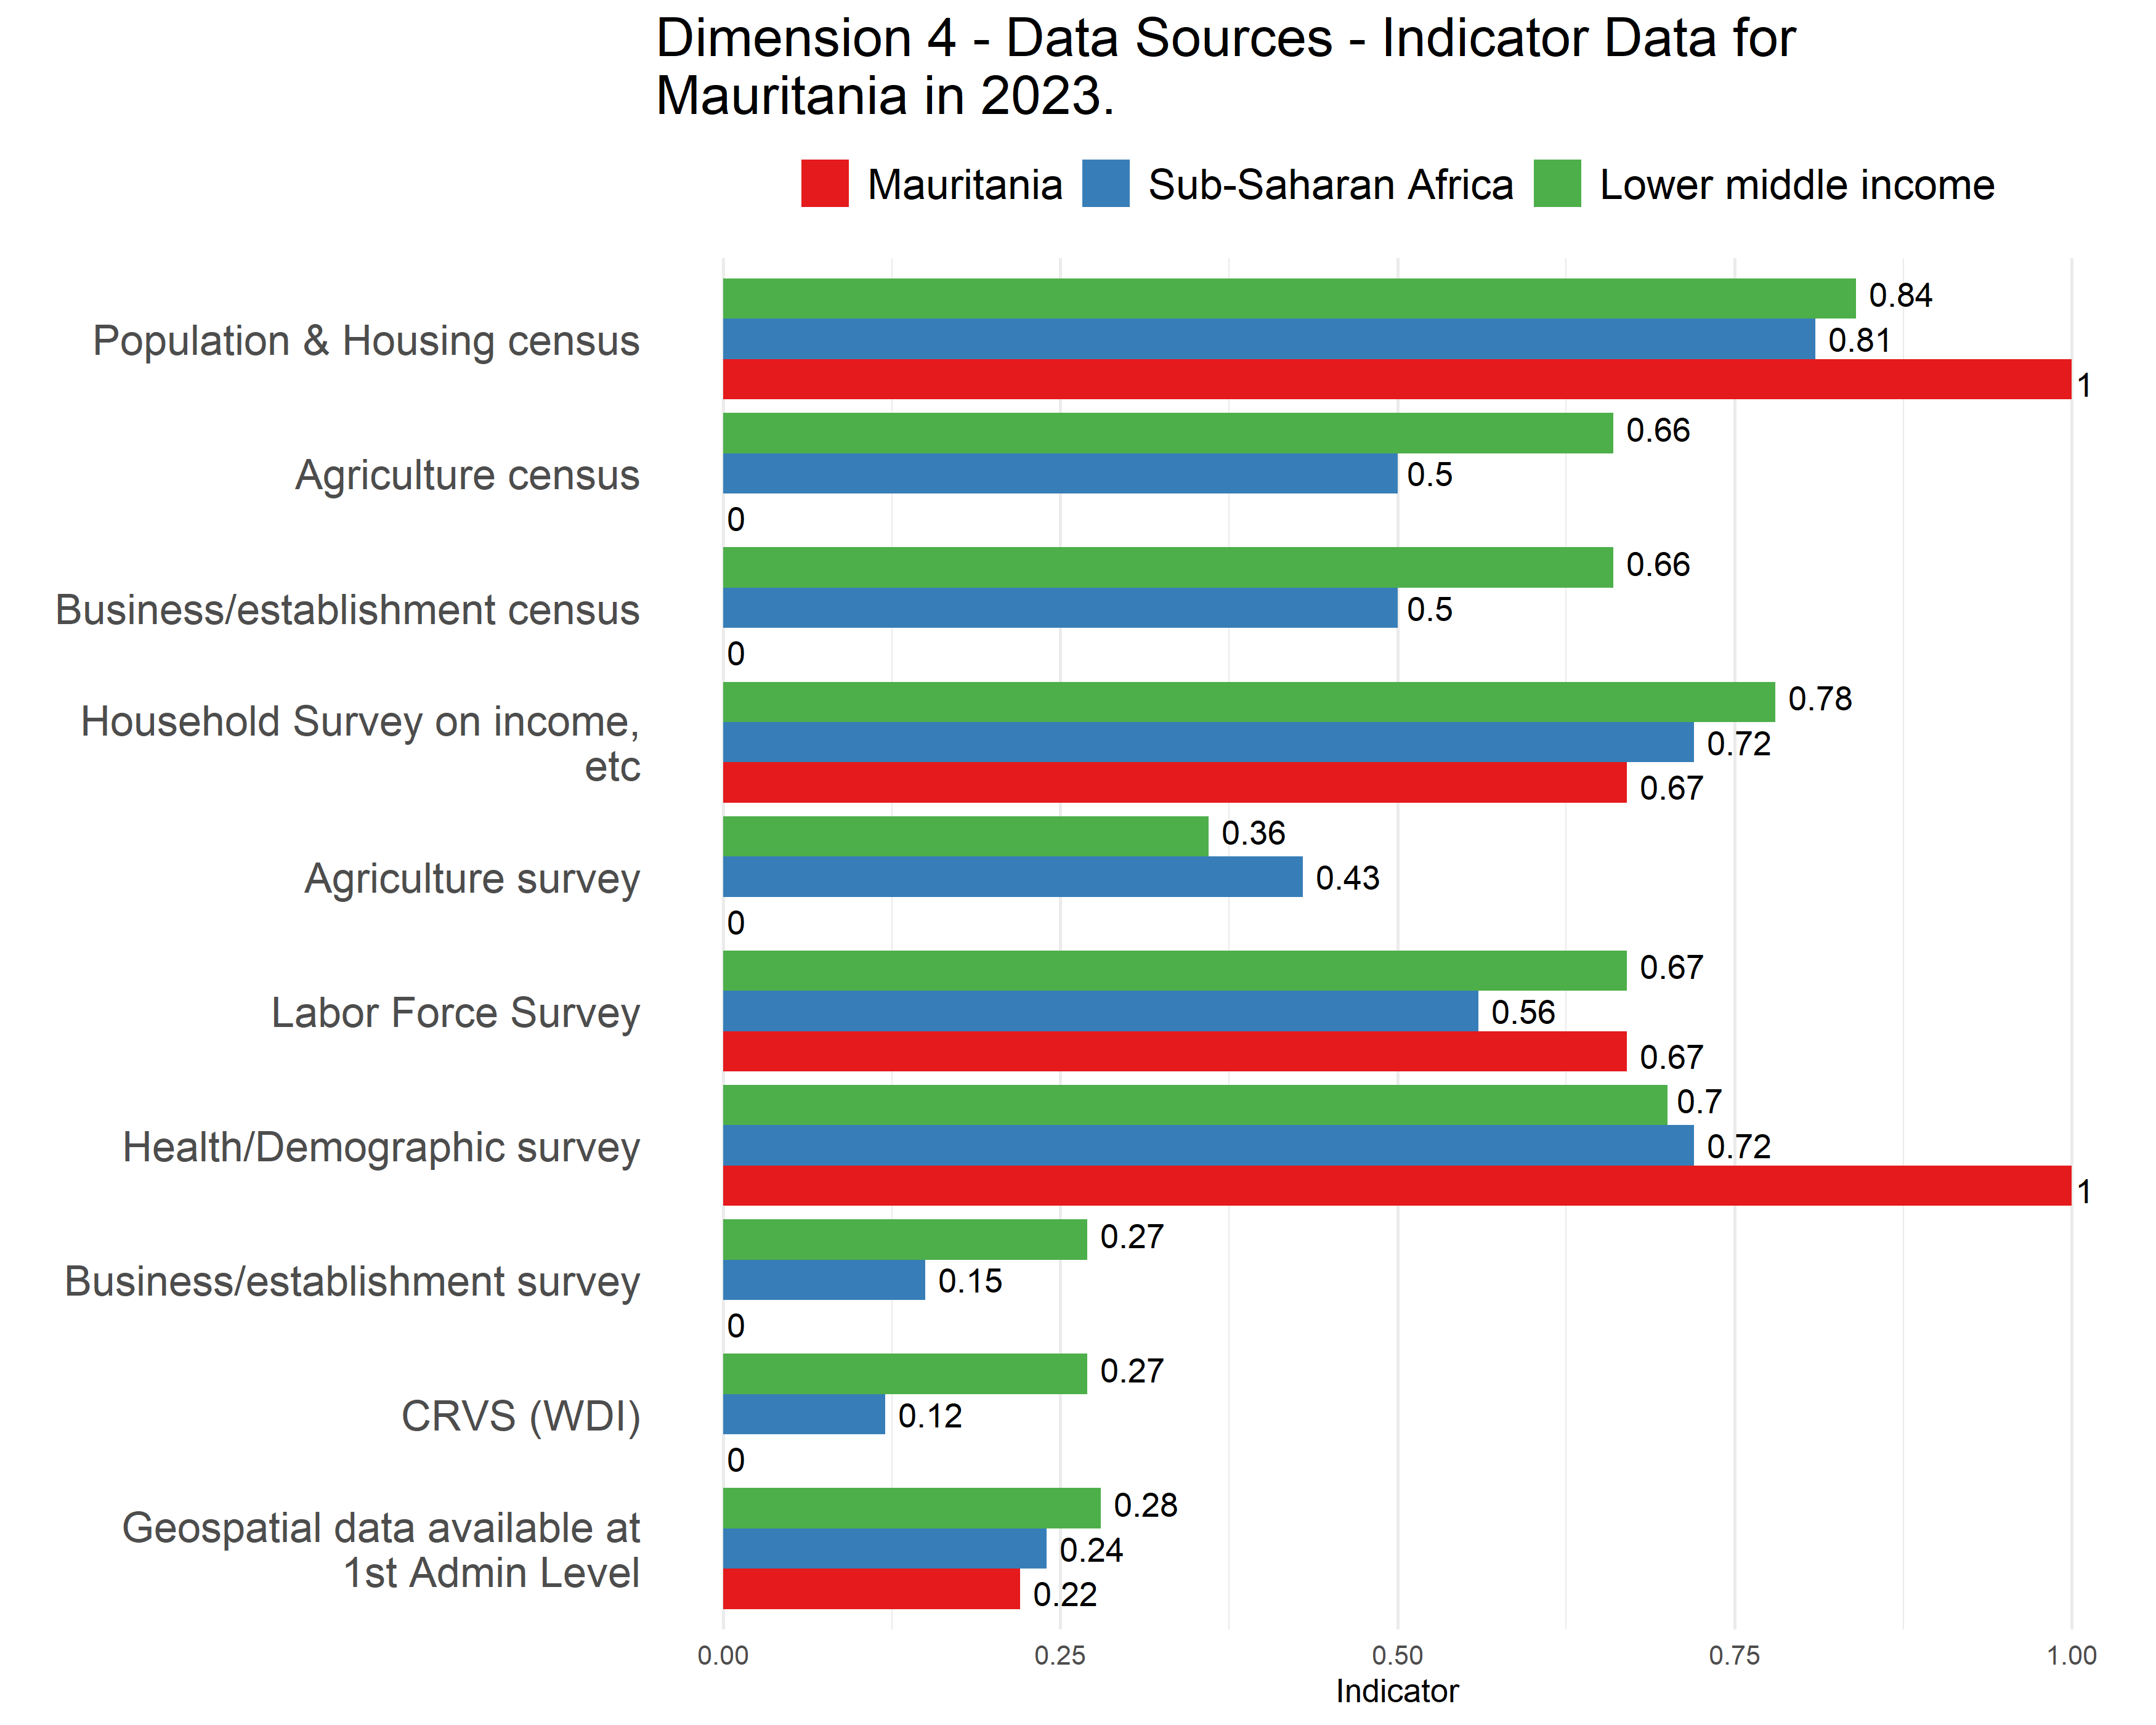 Dimension 4 - Data Sources - Indicator Data for
Mauritania in 2023.
Mauritania
Sub-Saharan Africa
Lower middle income
Population & Housing census
0.84
0.81
1
Agriculture census
0.66
0.5
0
Business/establishment census
0.66
0.5
0
Household Survey on income,
etc
0.78
0.72
0.67
Agriculture survey
0.36
0.43
0
Labor Force Survey
0.67
0.56
0.67
Health/Demographic survey
0.7
0.72
1
Business/establishment survey
0.27
0.15
0
CRVS (WDI)
0.27
0.12
0
Geospatial data available at
1st Admin Level
0.28
0.24
0.22
0.00
0.25
0.50
0.75
1.00
Indicator